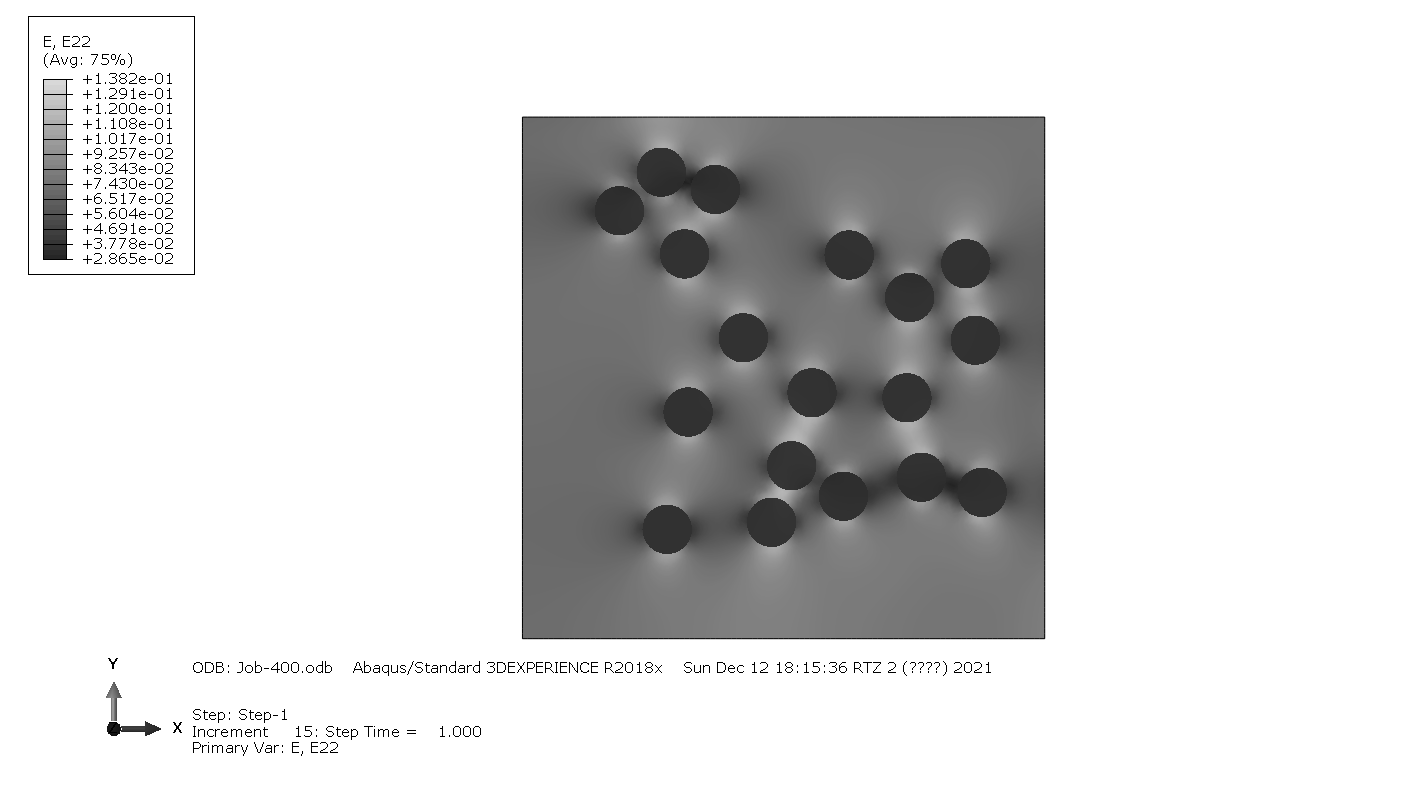 E, E22
(Avg: 75%)
+1.382e-01
+1.291e-01
+1.200e-01
+1.108e-01
+1.017e-01
+9.257e-02
+8.343e-02
+7.430e-02
+6.517e-02
+5.604e-02
+4.691e-02
+3.778e-02
+2.865e-02
Y
X
ODB: Job-400.odb Abaqus/Standard 3DEXPERIENCE R2018x Sun Dec 12 18:15:36 RTZ 2 (????) 2021
Step: Step-1
Increment 15: Step Time = 1.000
Primary Var: E, E22